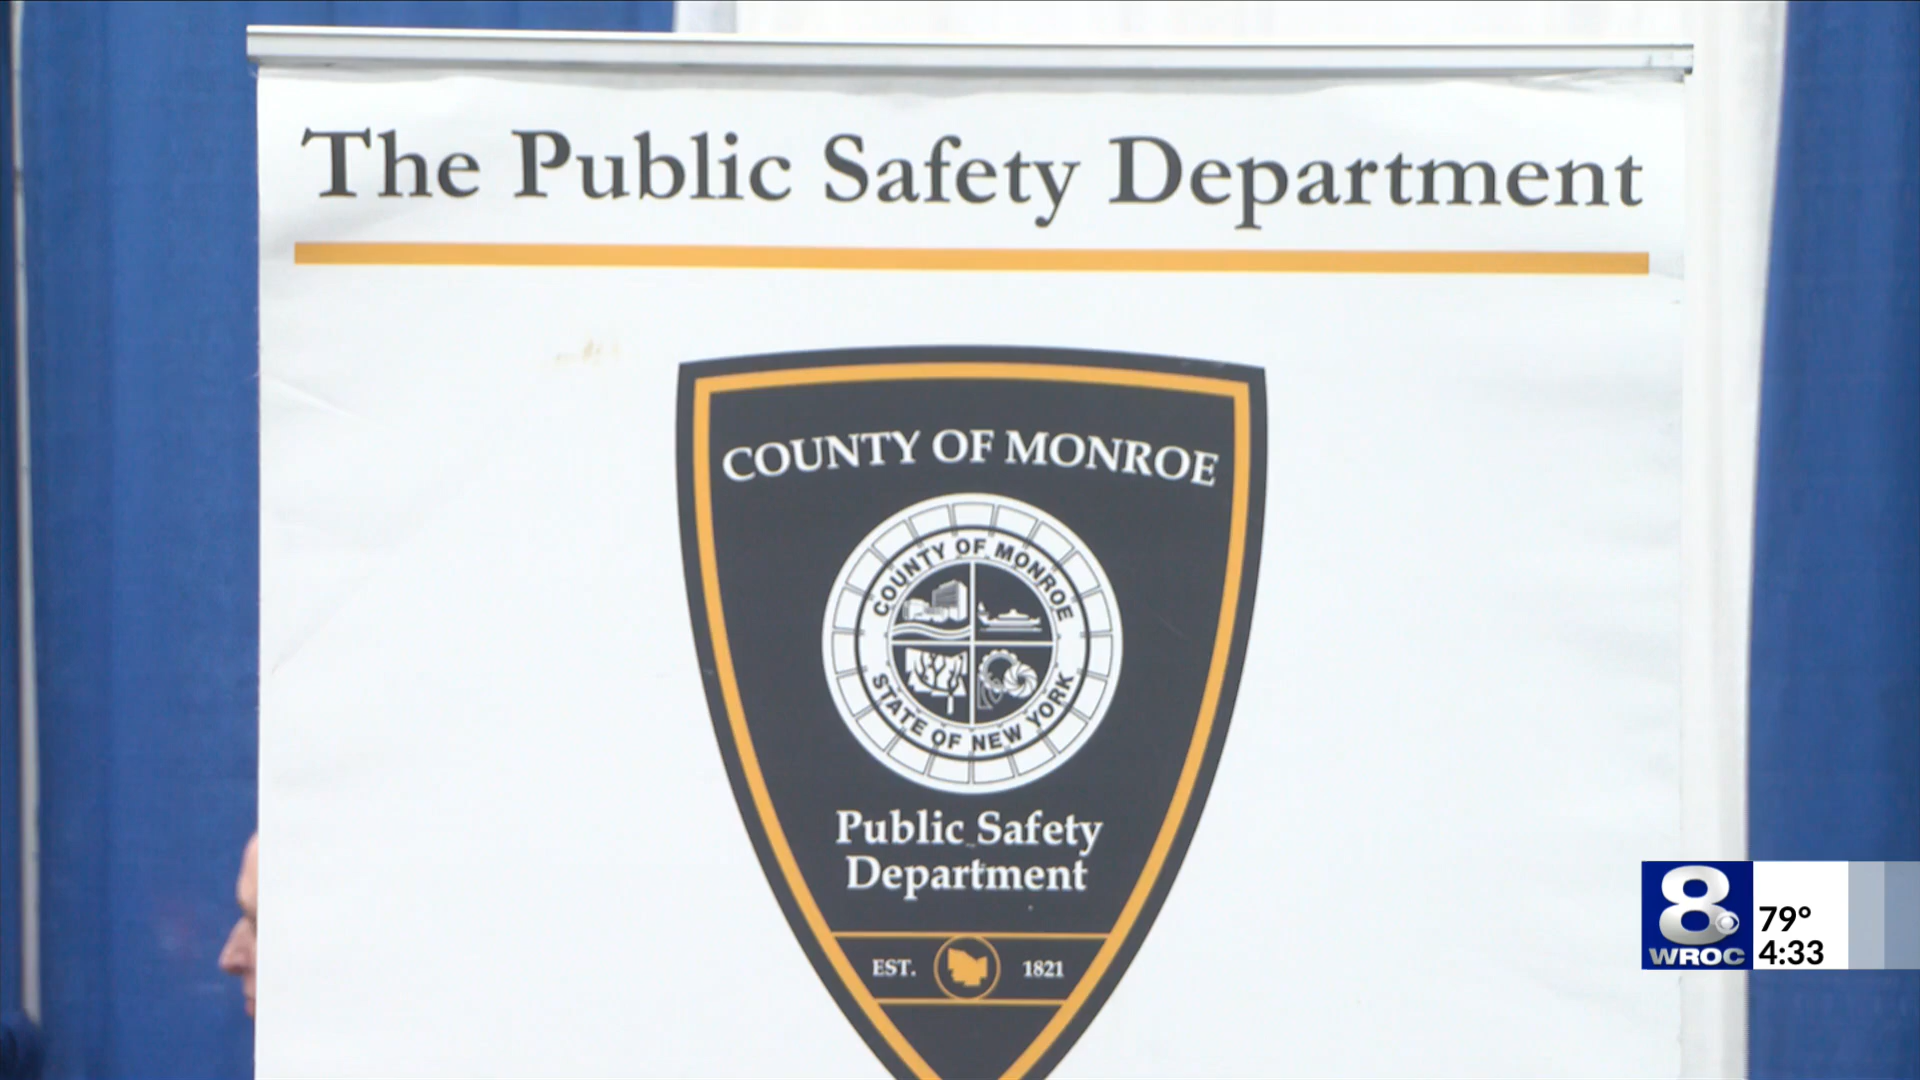 The Public Safety Department
COUNTY OF MONROE
COUNTY OF MONROE
STATE OF NEW YORK
Public Safety
Department
EST. 1821
8
WROC
79°
4:33